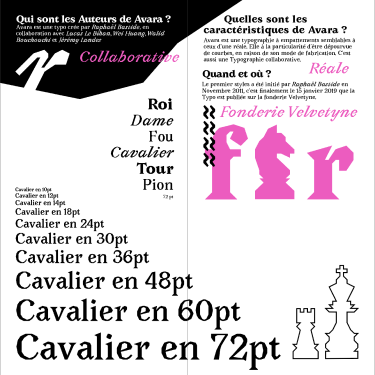 Qui sont les Auteurs de Avara ?
Avara est une typo crée par Raphaël Bastide, en
collaboration avec Lucas Le Bihan, Wei Huang, Walid
Bouchouchi et Jérémy Landes
Collaborative
Quelles sont les
caractéristiques de Avara ?
Avara est une typographie à empattements semblables à
ceux d'une réale. Elle à la particularité d'être dépourvue
de courbes, en raison de son mode de fabrication. C'est
aussi une Typographie collaborative.
Réale
Quand et où ?
Le premier styles a été initié par Raphaël Bastide en
Novembre 2011, c'est finalement le 15 janvier 2019 que la
Typo est publiée sur la fonderie Velvetyne.
Fonderie Velvetyne
Roi
Dame
Fou
Cavalier
Tour
Pion
72 pt
Cavalier en 10pt
Cavalier en 12pt
Cavalier en 14pt
Cavalier en 18pt
Cavalier en 24pt
Cavalier en 30pt
Cavalier en 36pt
Cavalier en 48pt
Cavalier en 60pt
Cavalier en 72pt